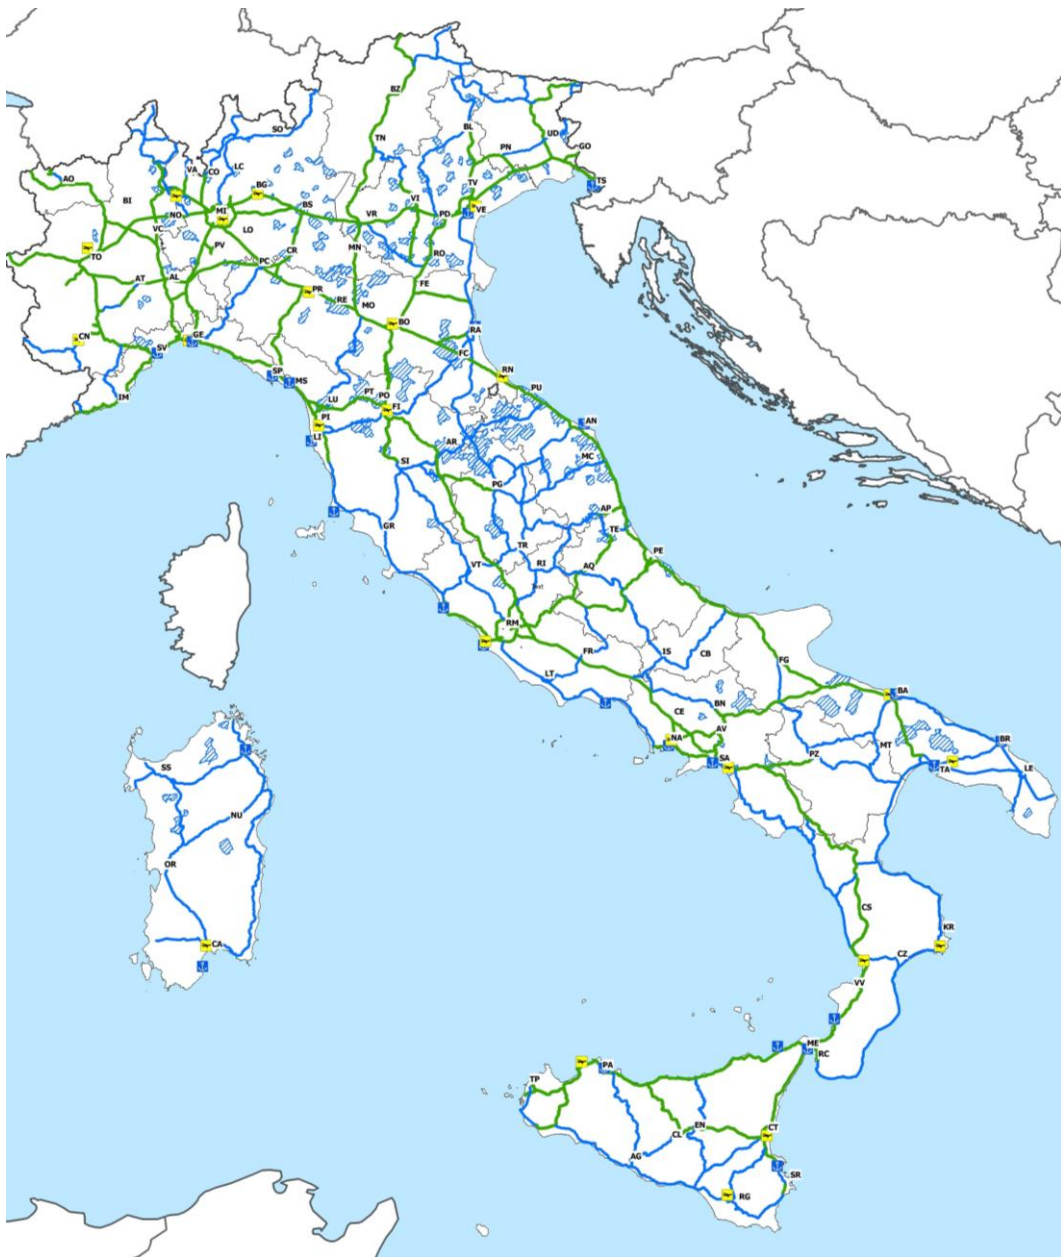 BZ
SO
TN
BL
UD
GO
PN
VA
CO
LC
AO
BG
TV
TS
BI
NO
MI
BS
VR
VI
PD
VE
VC
LO
TO
PV
CR
MN
RO
PC
AT
AL
FE
PR
RE
MO
BO
RA
CN
GE
SV
FC
SP
MS
RN
PU
IM
LU
PT
PO
FI
PI
AN
LI
AR
SI
MC
PG
AP
GR
TE
TR
PE
VT
RI
AQ
RM
FR
IS
CB
FG
LT
BA
CE
BN
AV
NA
SA
PZ
MT
BR
TA
LE
SS
NU
OR
CA
CS
KR
CZ
VV
ME
RC
PA
TP
CT
EN
CL
AG
SR
RG